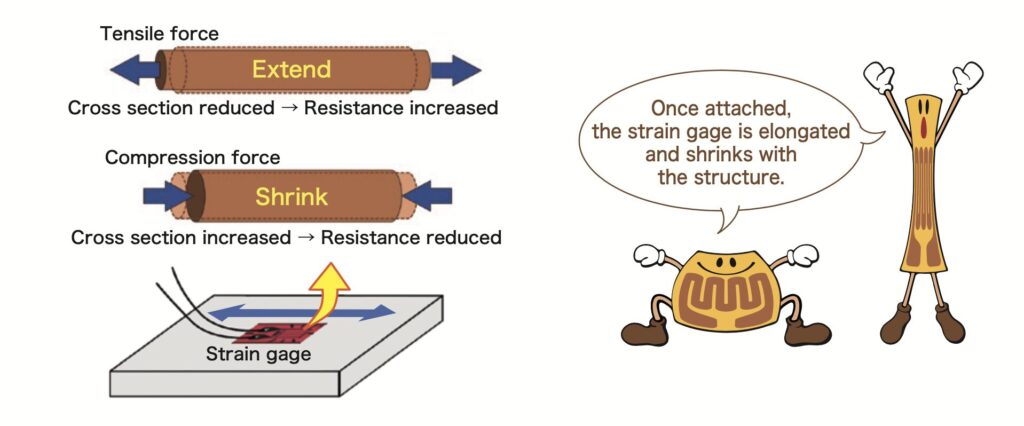 Tensile force
Extend
Cross section reduced → Resistance increased
Compression force
Shrink
Cross section increased → Resistance reduced
Strain gage
Once attached,
the strain gage is elongated
and shrinks with
the structure.